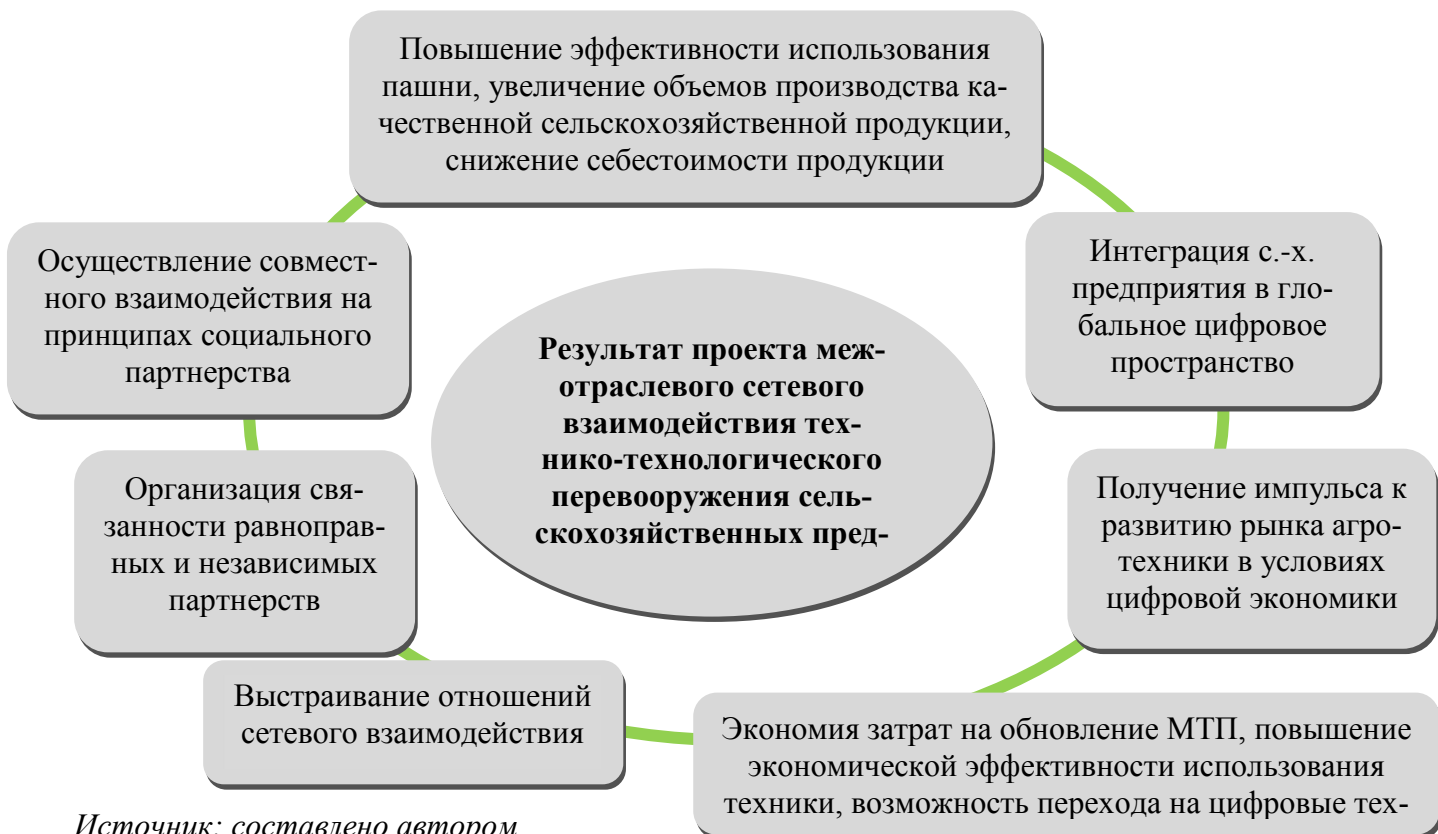 Повышение эффективности использования
пашни, увеличение объемов производства ка-
чественной сельскохозяйственной продукции,
снижение себестоимости продукции
Интеграция с.-х.
предприятия в гло-
бальное цифровое
пространство
Получение импульса к
развитию рынка агро-
техники в условиях
цифровой экономики
Экономия затрат на обновление МТП, повышение
экономической эффективности использования
техники, возможность перехода на цифровые тех-
Выстраивание отношений
сетевого взаимодействия
Организация свя-
занности равноправ-
ных и независимых
партнерств
Осуществление совмест-
ного взаимодействия на
принципах социального
партнерства
Результат проекта меж-
отраслевого сетевого
взаимодействия тех-
нико-технологического
перевооружения сель-
скохозяйственных пред-
Источник: составлено автором